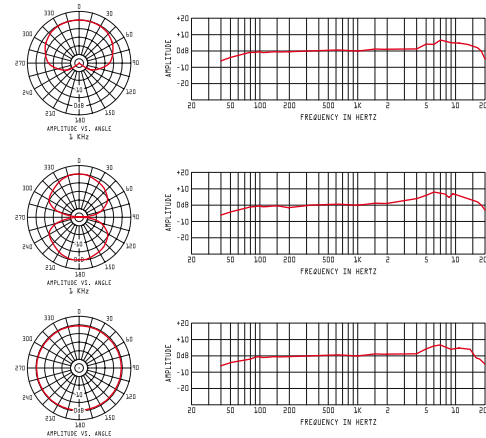 0
330 30
300 60
270 90
240 120
210 150
180
-10
0dB
AMPLITUDE VS. ANGLE
1 KHz
AMPLITUDE
+20
+10
0dB
-10
-20
20 50 100 200 500 1K 2 5 10 20
FREQUENCY IN HERTZ
0
330 30
300 60
270 90
240 120
210 150
180
-10
0dB
AMPLITUDE VS. ANGLE
1 KHz
AMPLITUDE
+20
+10
0dB
-10
-20
20 50 100 200 500 1K 2 5 10 20
FREQUENCY IN HERTZ
0
330 30
300 60
270 90
240 120
210 150
180
-10
0dB
AMPLITUDE VS. ANGLE
AMPLITUDE
+20
+10
0dB
-10
-20
20 50 100 200 500 1K 2 5 10 20
FREQUENCY IN HERTZ